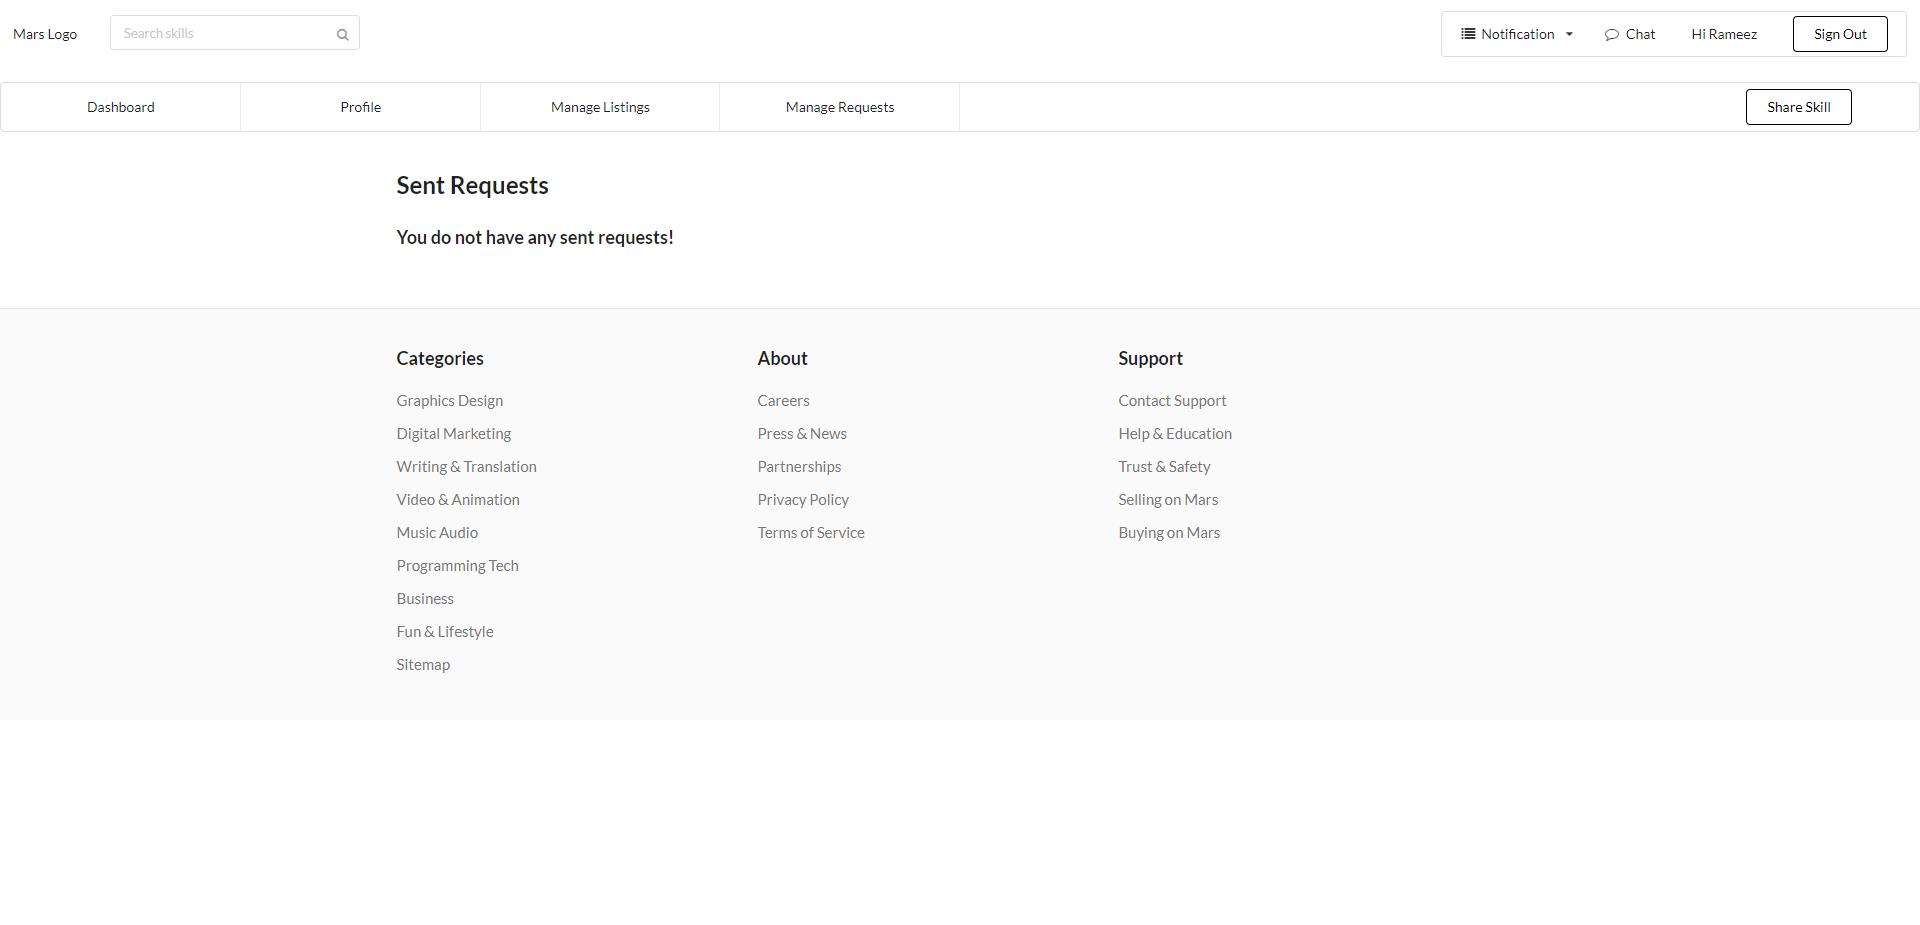 Mars Logo
Search skills
Notification
Chat
Hi Rameez
Sign Out
Dashboard
Profile
Manage Listings
Manage Requests
Share Skill
Sent Requests
You do not have any sent requests!
Categories
Graphics Design
Digital Marketing
Writing & Translation
Video & Animation
Music Audio
Programming Tech
Business
Fun & Lifestyle
Sitemap
About
Careers
Press & News
Partnerships
Privacy Policy
Terms of Service
Support
Contact Support
Help & Education
Trust & Safety
Selling on Mars
Buying on Mars